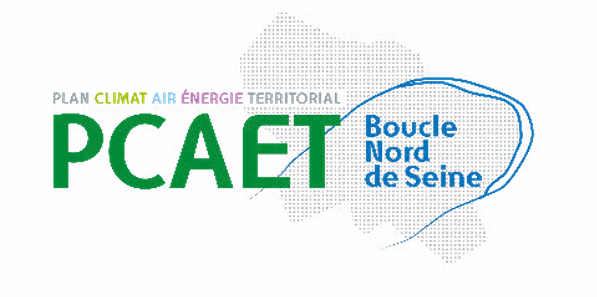 PLAN CLIMAT AIR ÉNERGIE TERRITORIAL
PCAET
Boucle
Nord
de Seine